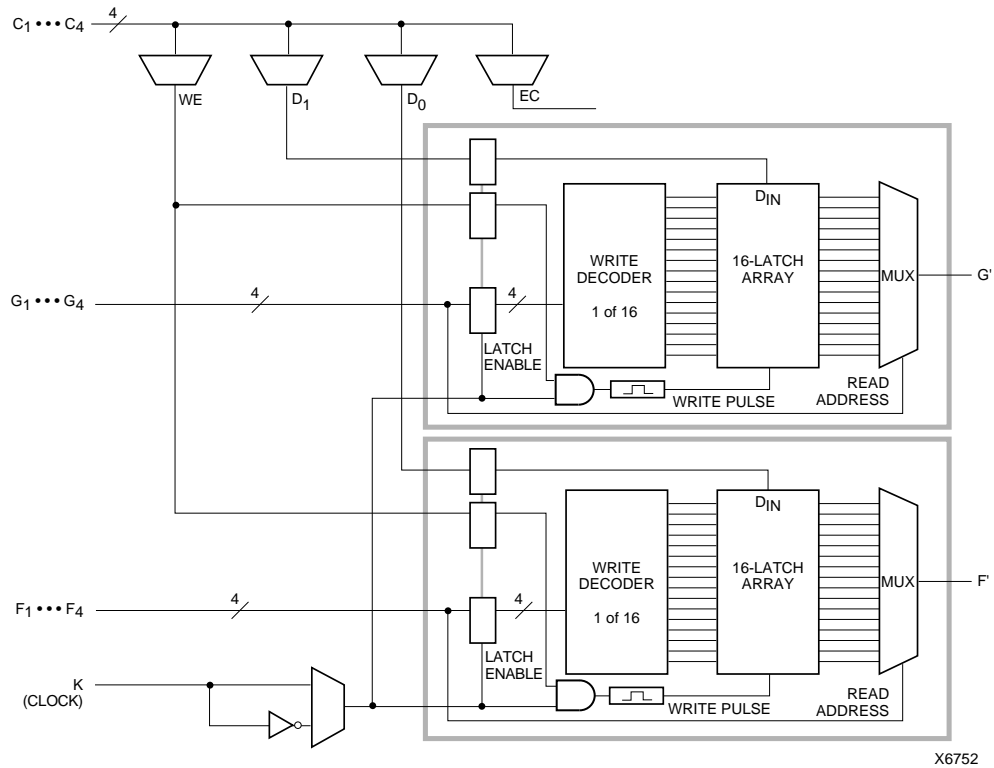 C1 ••• C4
4
WE
D1
D0
EC
DIN
WRITE
DECODER
1 of 16
16-LATCH
ARRAY
MUX
G'
G1 ••• G4
4
4
LATCH
ENABLE
WRITE PULSE
READ
ADDRESS
DIN
WRITE
DECODER
1 of 16
16-LATCH
ARRAY
MUX
F'
F1 ••• F4
4
4
LATCH
ENABLE
K
(CLOCK)
WRITE PULSE
READ
ADDRESS
X6752